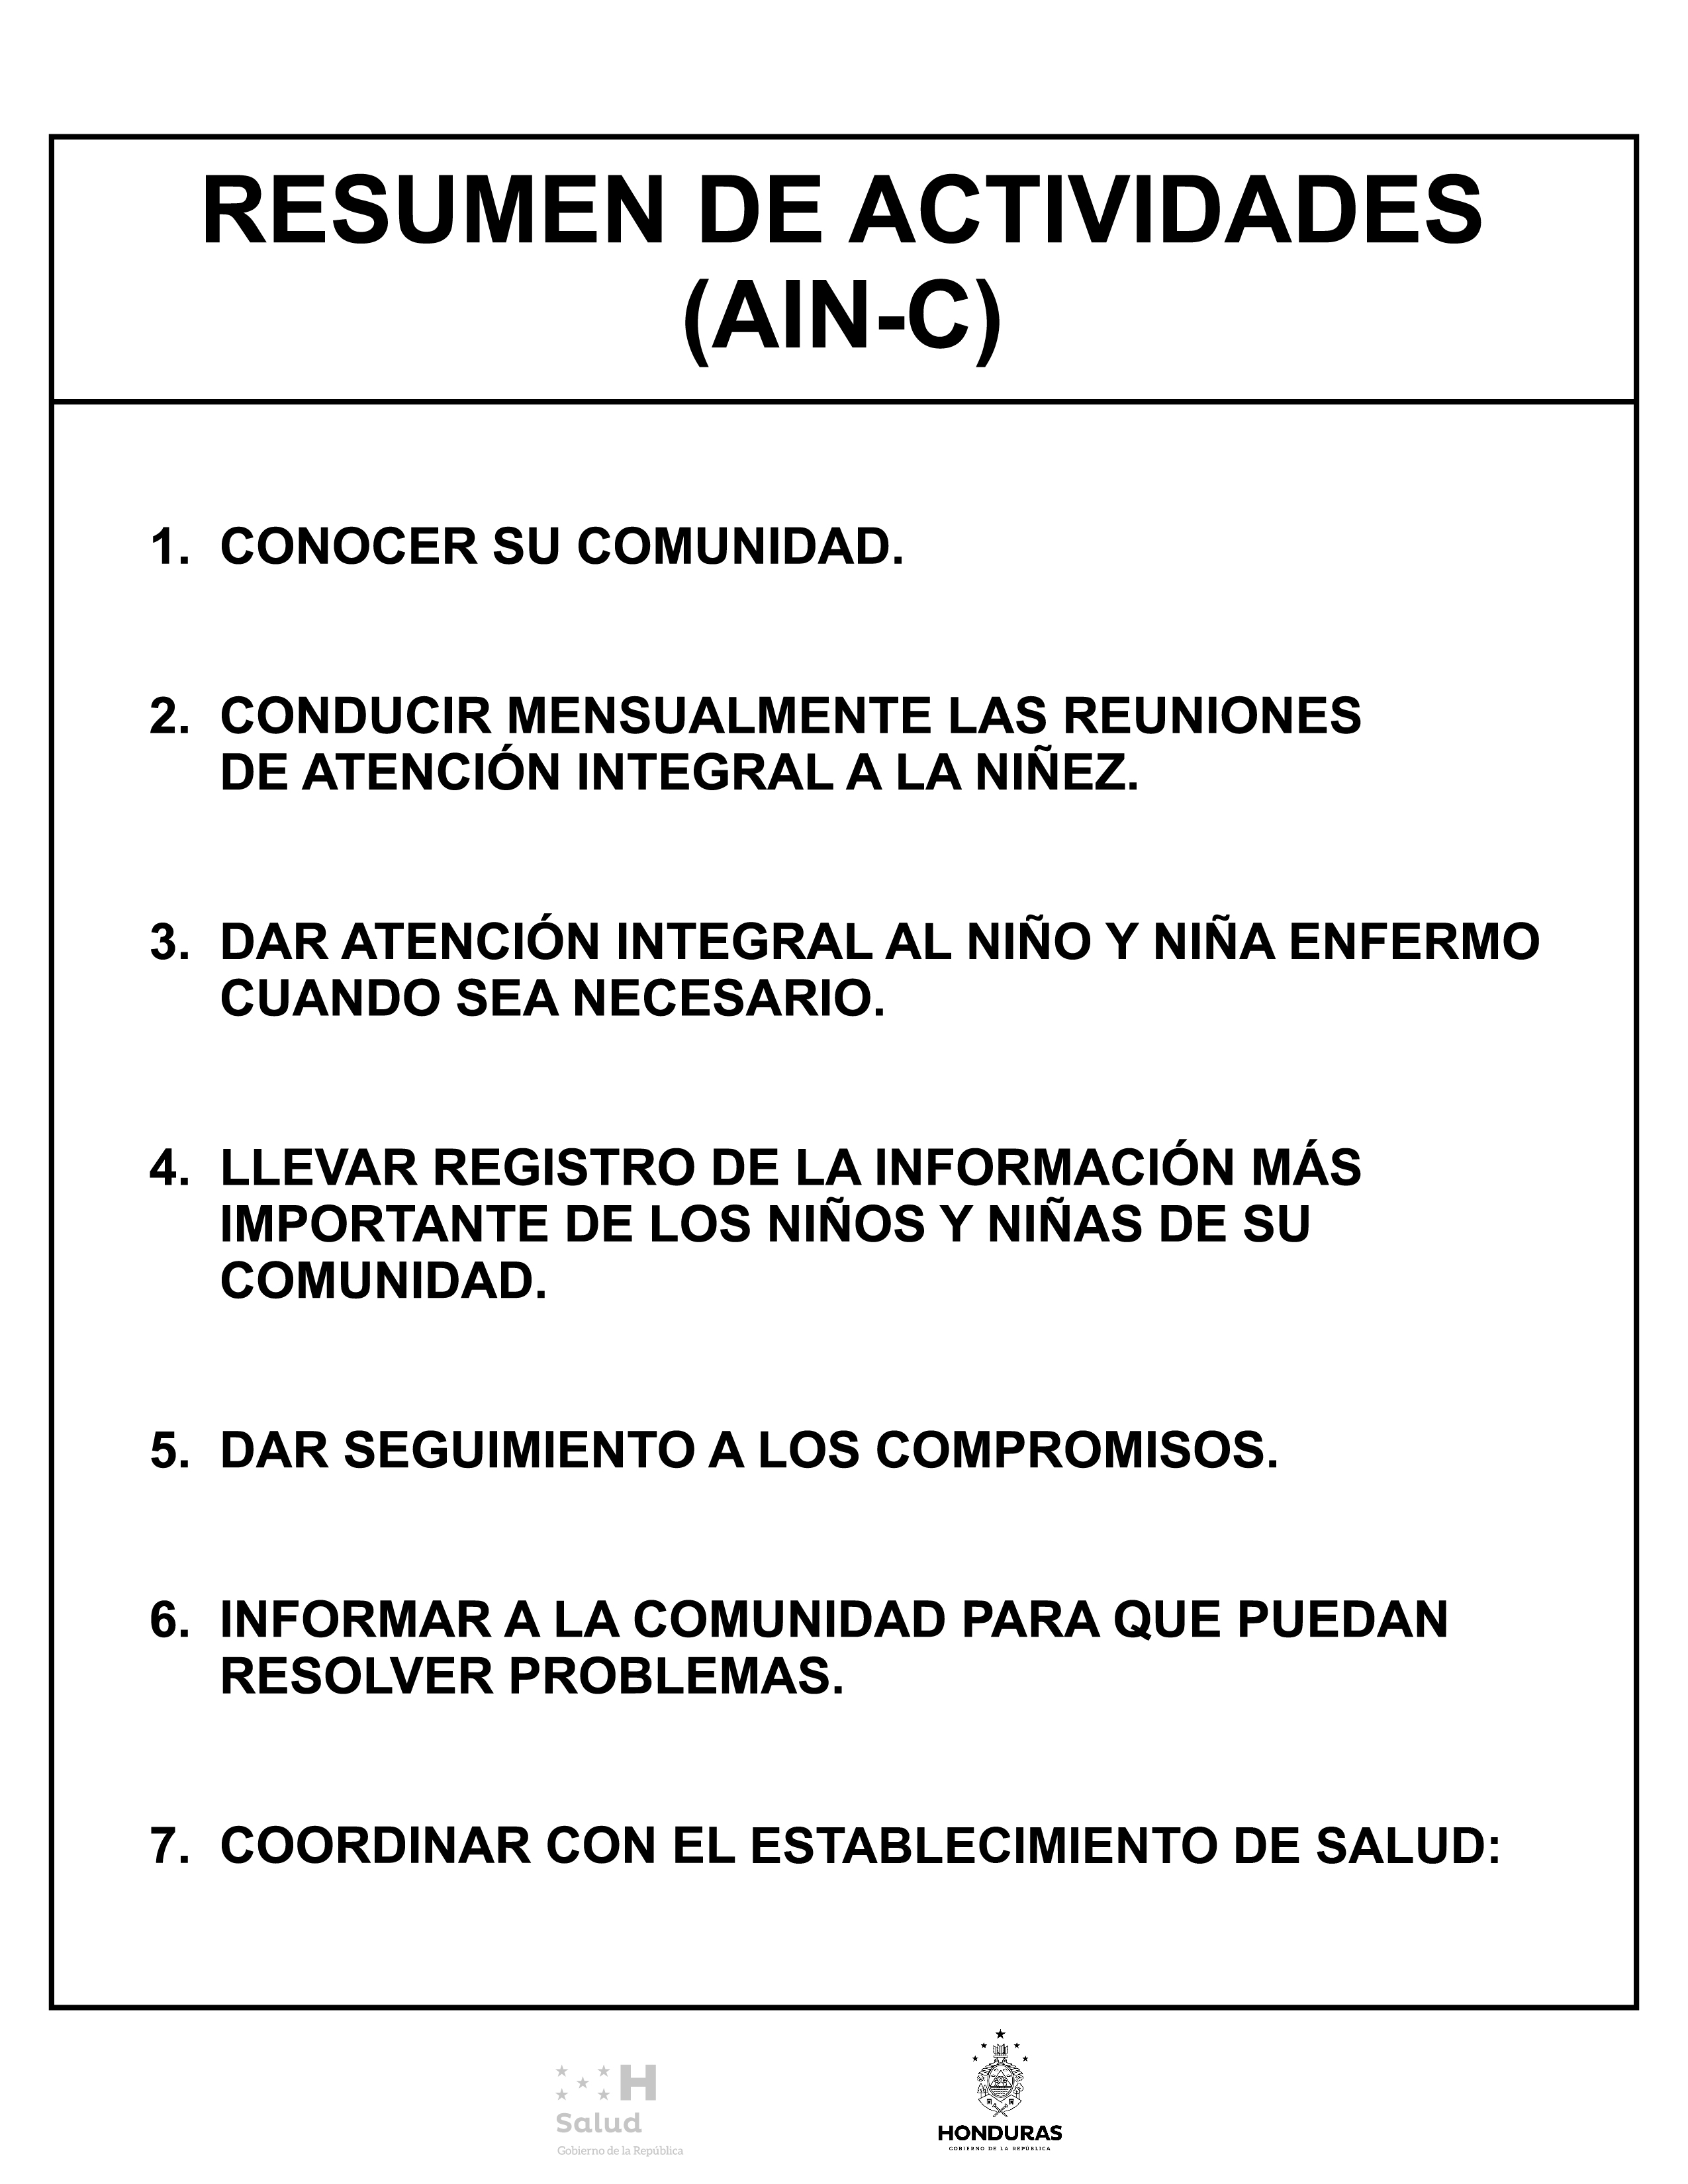 RESUMEN DE ACTIVIDADES
(AIN-C)
1. CONOCER SU COMUNIDAD.
2. CONDUCIR MENSUALMENTE LAS REUNIONES
DE ATENCIÓN INTEGRAL A LA NIÑEZ.
3. DAR ATENCIÓN INTEGRAL AL NIÑO Y NIÑA ENFERMO
CUANDO SEA NECESARIO.
4. LLEVAR REGISTRO DE LA INFORMACIÓN MÁS
IMPORTANTE DE LOS NIÑOS Y NIÑAS DE SU
COMUNIDAD.
5. DAR SEGUIMIENTO A LOS COMPROMISOS.
6. INFORMAR A LA COMUNIDAD PARA QUE PUEDAN
RESOLVER PROBLEMAS.
7. COORDINAR CON EL ESTABLECIMIENTO DE SALUD:
H
Salud
Gobierno de la República
HONDURAS
GOBIERNO DE LA REPÚBLICA